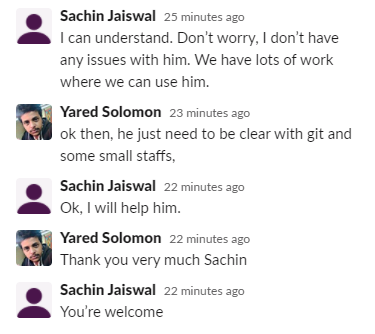 Sachin Jaiswal 25 minutes ago
I can understand. Don’t worry, I don’t have
any issues with him. We have lots of work
where we can use him.
Yared Solomon 23 minutes ago
ok then, he just need to be clear with git and
some small staffs,
Sachin Jaiswal 22 minutes ago
Ok, I will help him.
Yared Solomon 22 minutes ago
Thank you very much Sachin
Sachin Jaiswal 22 minutes ago
You’re welcome